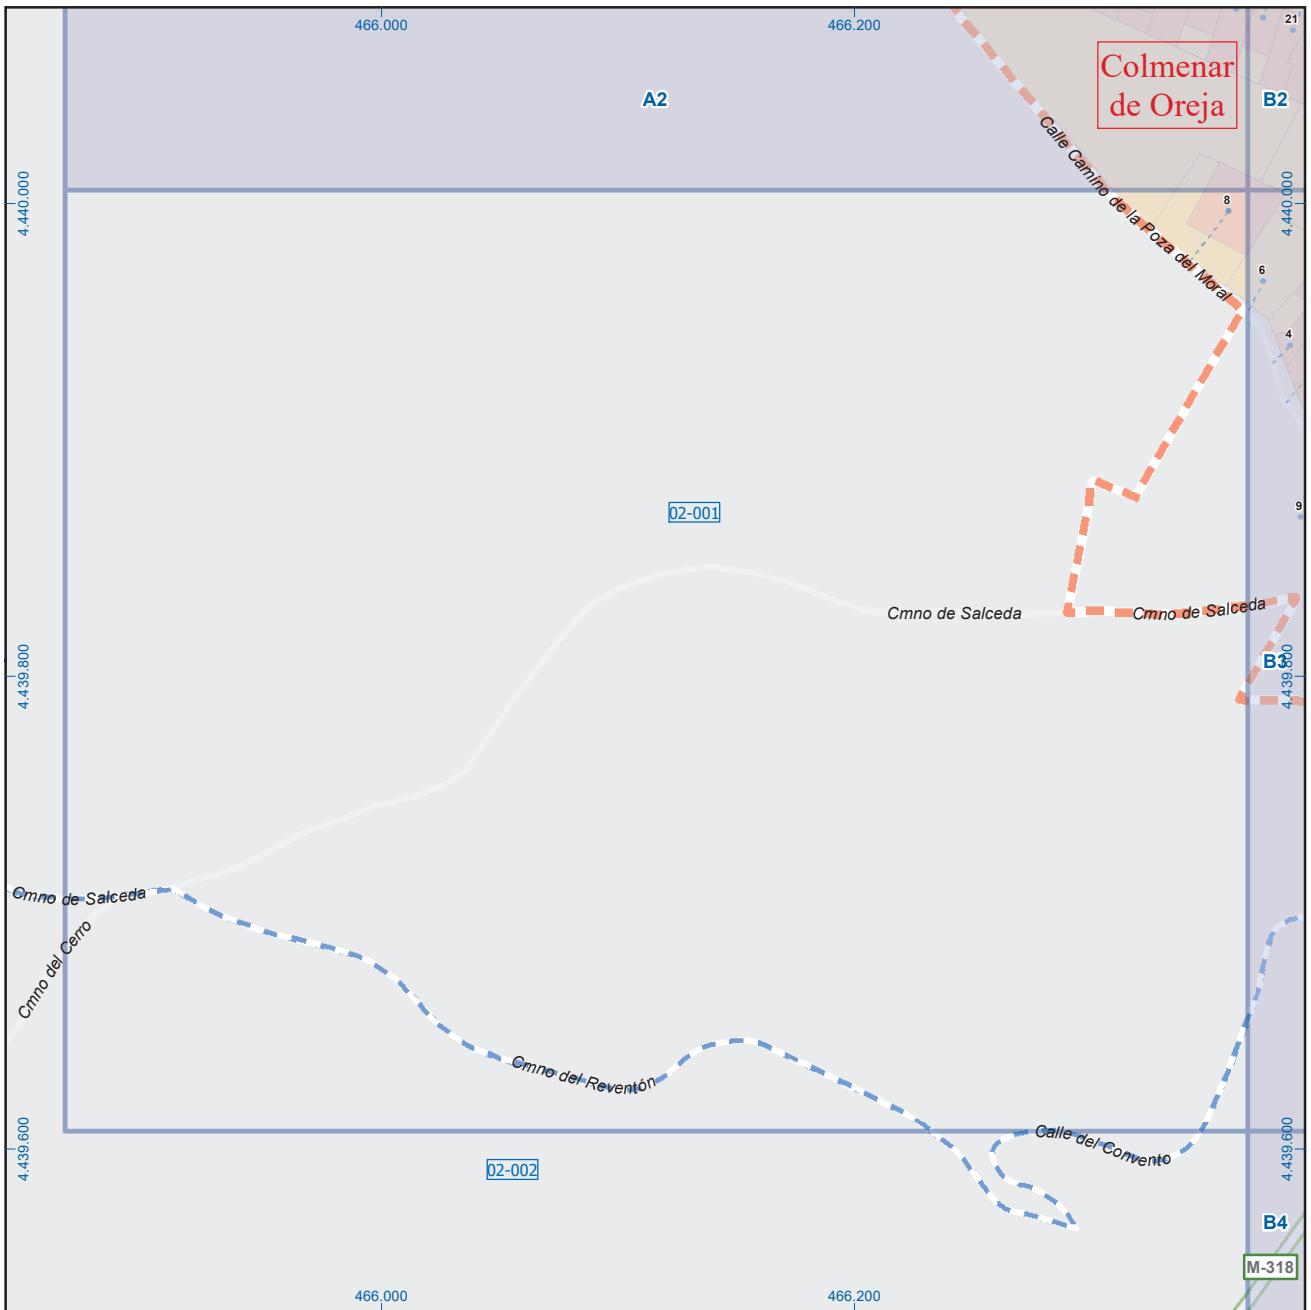 466.000
466.200
21
Colmenar
de Oreja
A2
B2
Calle Camino de la Poza del Moral
4.440.000
4.440.000
8
6
4
02-001
9
Cmno de Salceda
Cmno de Salceda
4.439.800
B3
4.439.800
Cmno de Salceda
Cmno del Cerro
Cmno del Reventón
4.439.600
Calle del Convento
4.439.600
02-002
B4
M-318
466.000
466.200